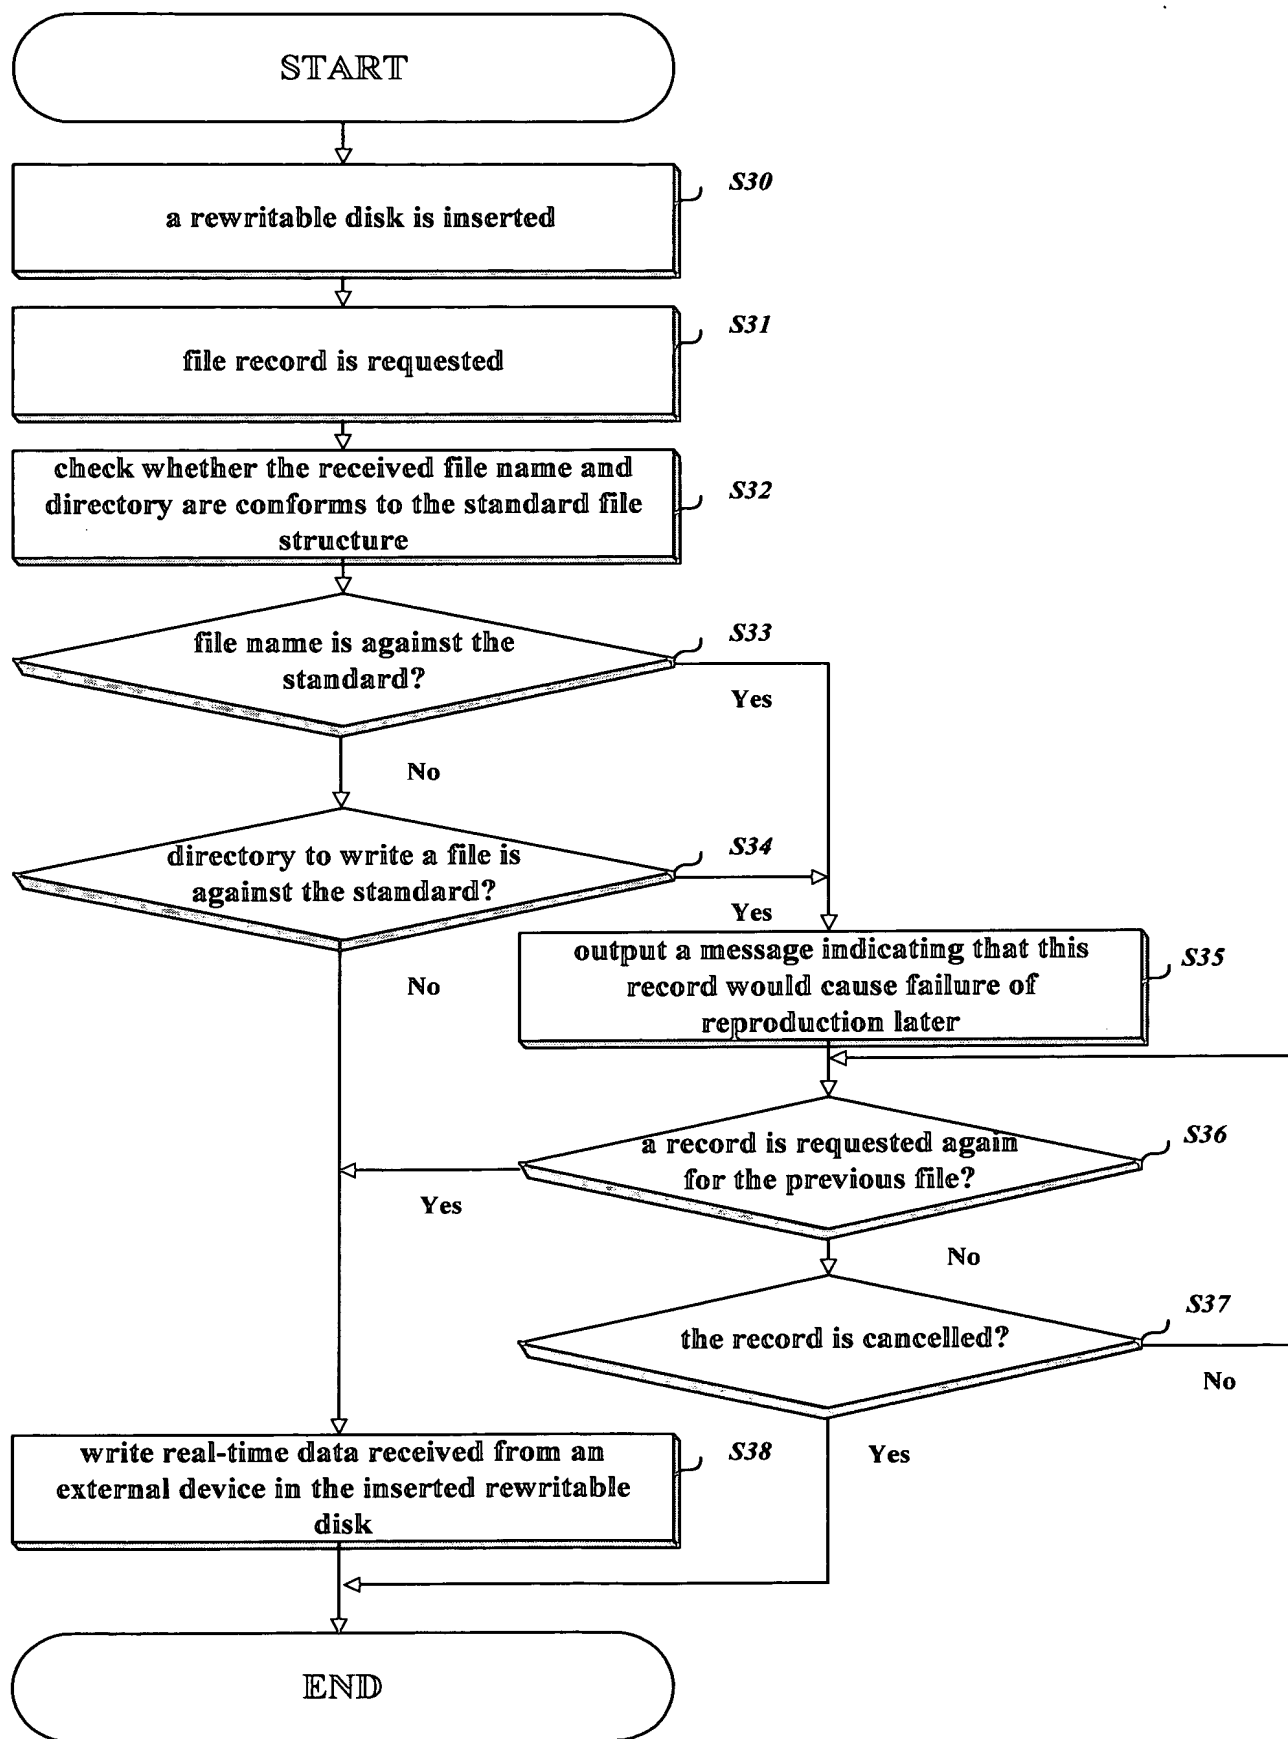 START
S30
a rewritable disk is inserted
S31
file record is requested
check whether the received file name and
directory are conforms to the standard file
structure
S32
file name is against the
standard?
S33
Yes
No
directory to write a file is
against the standard?
S34
Yes
No
output a message indicating that this
record would cause failure of
reproduction later
S35
a record is requested again
for the previous file?
S36
Yes
No
the record is cancelled?
S37
No
Yes
write real-time data received from an
external device in the inserted rewritable
disk
S38
END